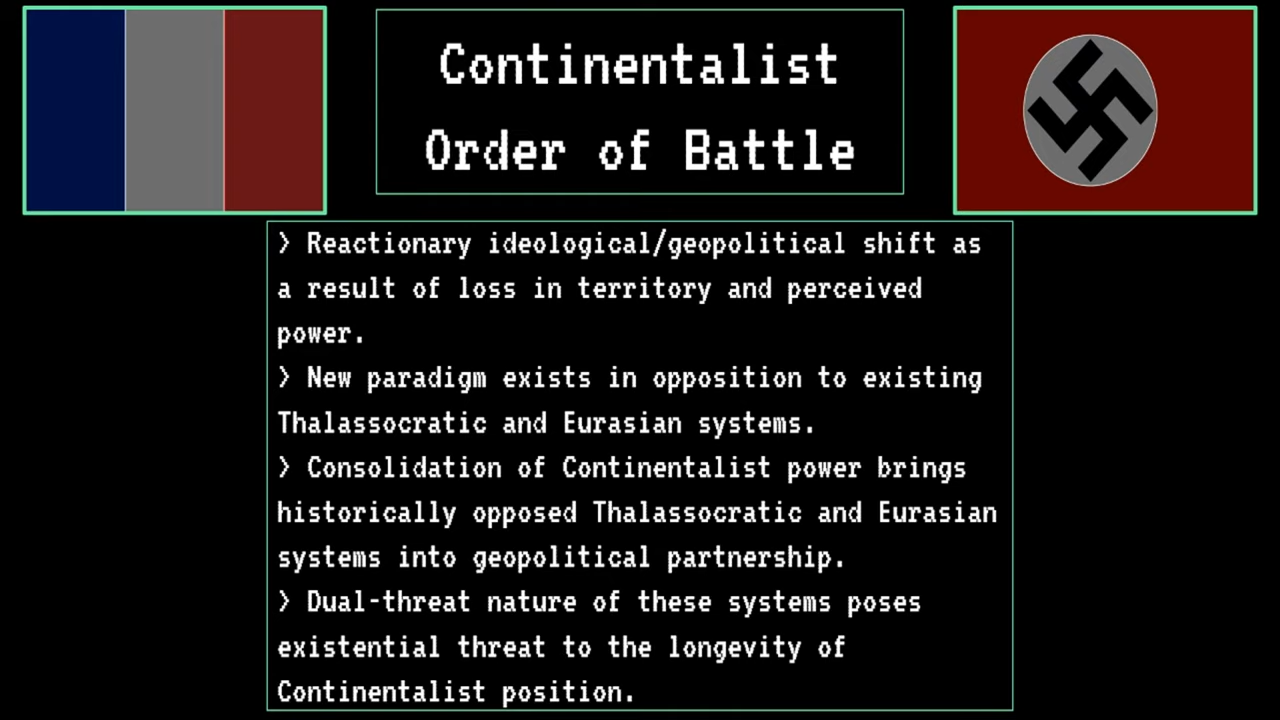 Continentalist
Order of Battle
> Reactionary ideological/geopolitical shift as
a result of loss in territory and perceived
power.
> New paradigm exists in opposition to existing
Thalassocratic and Eurasian systems.
> Consolidation of Continentalist power brings
historically opposed Thalassocratic and Eurasian
systems into geopolitical partnership.
> Dual-threat nature of these systems poses
existential threat to the longevity of
Continentalist position.